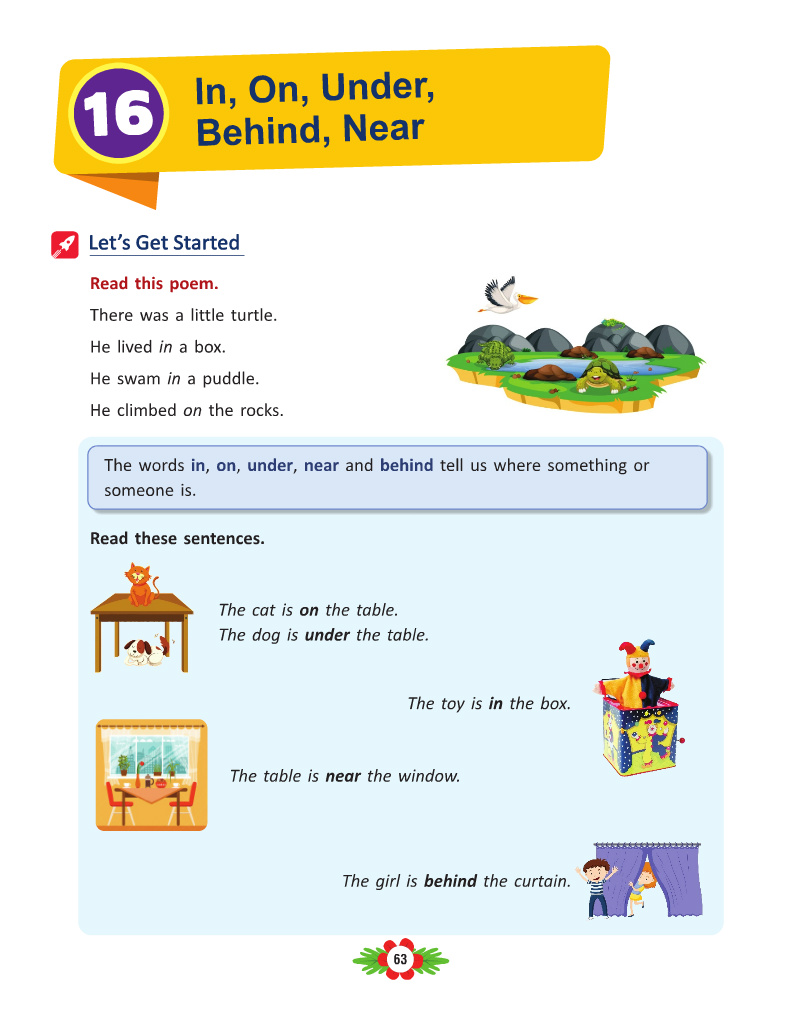 16
In, On, Under,
Behind, Near
Let's Get Started
Read this poem.
There was a little turtle.
He lived in a box.
He swam in a puddle.
He climbed on the rocks.
The words in, on, under, near and behind tell us where something or
someone is.
Read these sentences.
The cat is on the table.
The dog is under the table.
The toy is in the box.
The table is near the window.
The girl is behind the curtain.
63